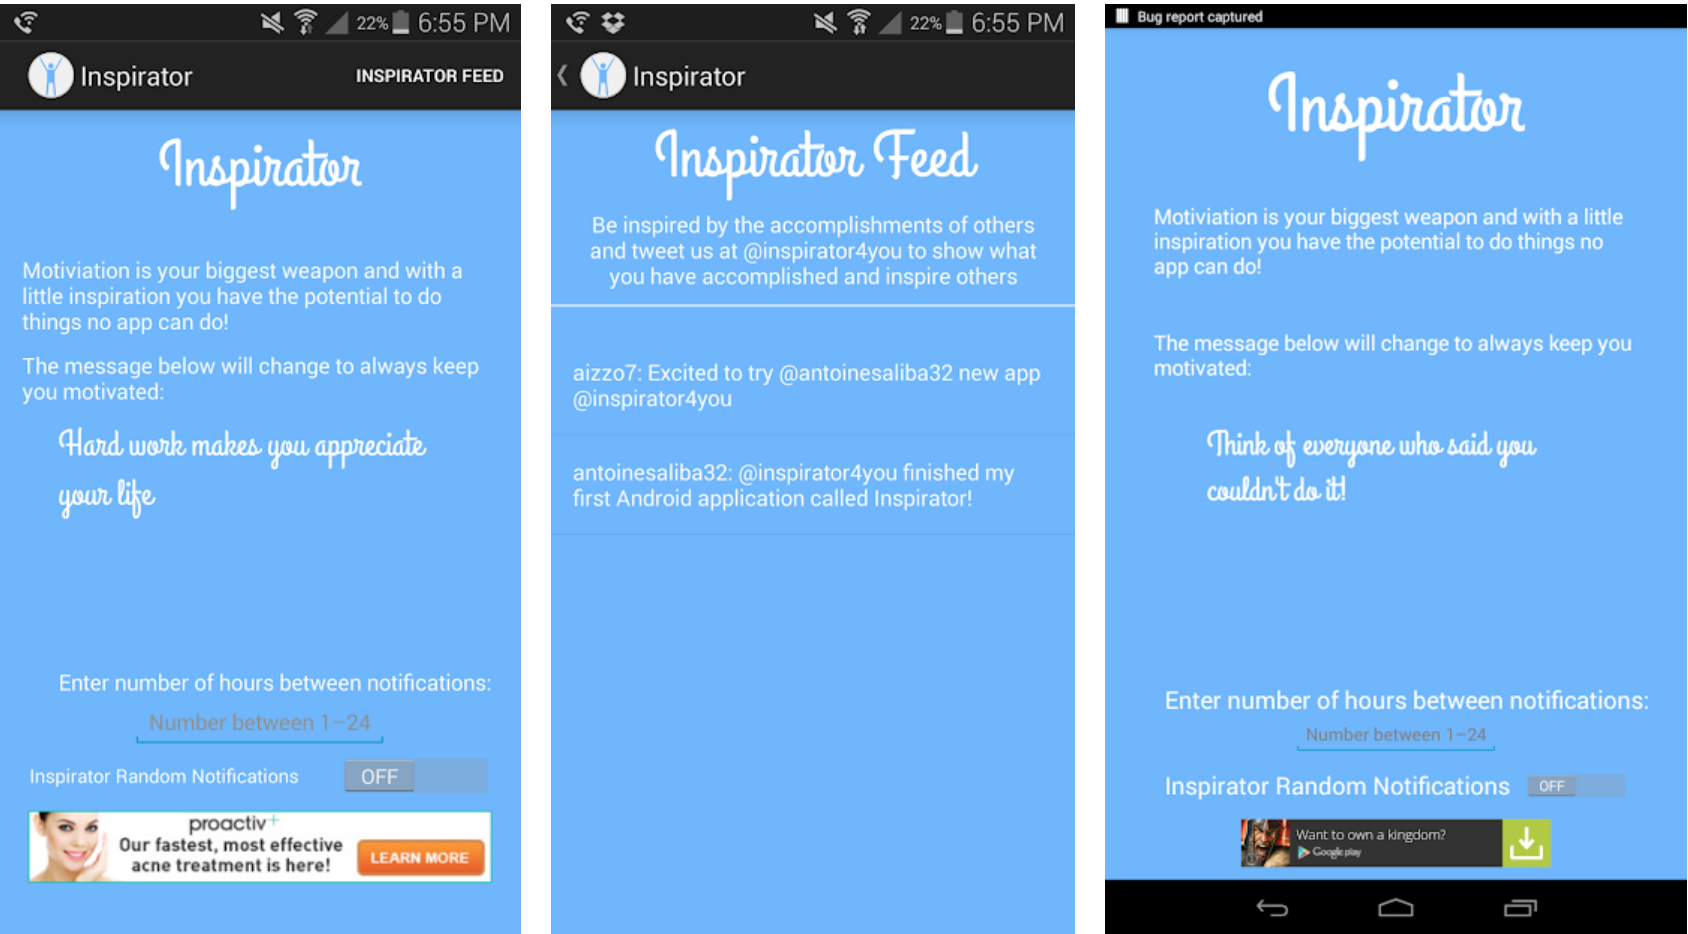 22% 6:55 PM
Inspirator INSPIRATOR FEED
Inspirator
Motiviation is your biggest weapon and with a
little inspiration you have the potential to do
things no app can do!
The message below will change to always keep
you motivated:
Hard work makes you appreciate
your life
Enter number of hours between notifications:
Number between 1–24
Inspirator Random Notifications OFF
proactiv+
Our fastest, most effective
acne treatment is here!
LEARN MORE
22% 6:55 PM
Inspirator
Inspirator Feed
Be inspired by the accomplishments of others
and tweet us at @inspirator4you to show what
you have accomplished and inspire others
aizzo7: Excited to try @antoinesaliba32 new app
@inspirator4you
antoinesaliba32: @inspirator4you finished my
first Android application called Inspirator!
Bug report captured
Inspirator
Motiviation is your biggest weapon and with a little
inspiration you have the potential to do things no
app can do!
The message below will change to always keep you
motivated:
Think of everyone who said you
couldn't do it!
Enter number of hours between notifications:
Number between 1–24
Inspirator Random Notifications OFF
Want to own a kingdom?
Google play